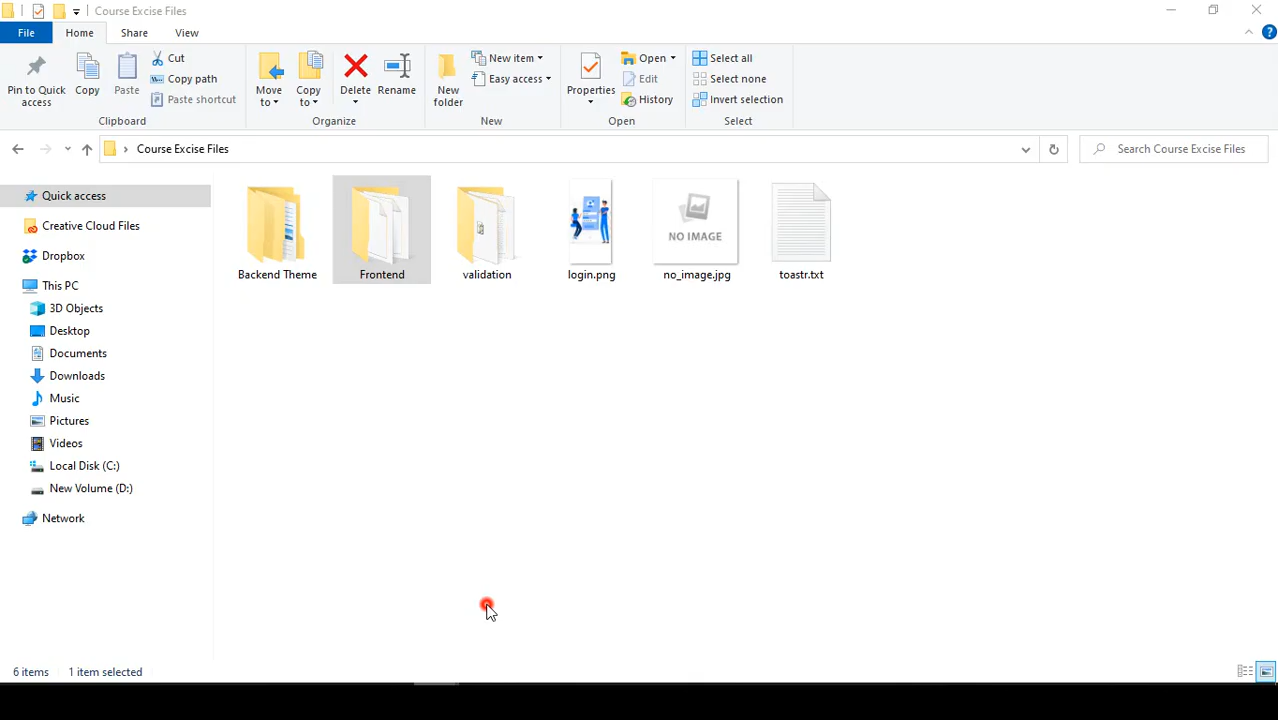 Course Excise Files
File Home Share View
Pin to Quick access
Copy
Paste
Cut
Copy path
Paste shortcut
Clipboard
Move to
Copy to
Delete
Rename
Organize
New folder
New item
Easy access
New
Properties
Open
Edit
History
Open
Select all
Select none
Invert selection
Select
Course Excise Files
Search Course Excise Files
Quick access
Creative Cloud Files
Dropbox
This PC
3D Objects
Desktop
Documents
Downloads
Music
Pictures
Videos
Local Disk (C:)
New Volume (D:)
Network
Backend Theme
Frontend
validation
login.png
NO IMAGE
no_image.jpg
toastr.txt
6 items 1 item selected